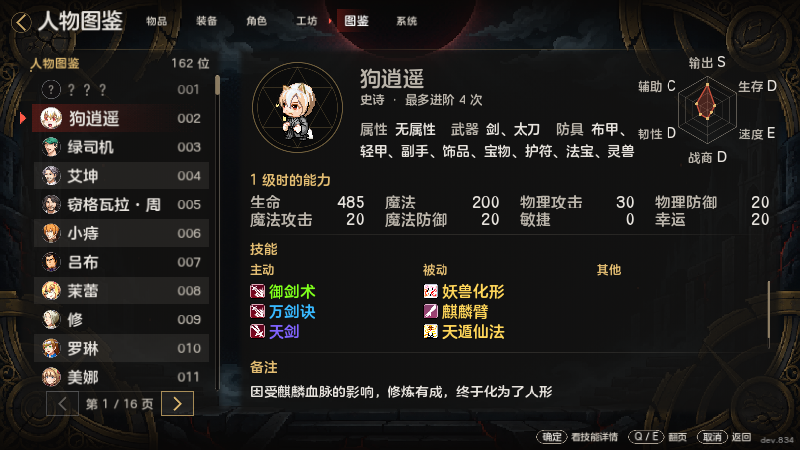 人物图鉴 物品 装备 角色 工坊 图鉴 系统
人物图鉴 162 位
? ? ? ? 001
狗逍遥 002
绿司机 003
艾坤 004
窃格瓦拉·周 005
小痔 006
吕布 007
茉蕾 008
修 009
罗琳 010
美娜 011
第 1 / 16 页
狗逍遥
史诗 · 最多进阶 4 次
属性 无属性 武器 剑、太刀 防具 布甲、
轻甲、副手、饰品、宝物、护符、法宝、灵兽
输出 S
辅助 C 生存 D
韧性 D 速度 E
战商 D
1 级时的能力
生命 485 魔法 200 物理攻击 30 物理防御 20
魔法攻击 20 魔法防御 20 敏捷 0 幸运 20
技能
主动 被动 其他
御剑术 妖兽化形
万剑诀 麒麟臂
天剑 天遁仙法
备注
因受麒麟血脉的影响，修炼有成，终于化为了人形
确定 看技能详情 Q / E 翻页 取消 返回 dev.834